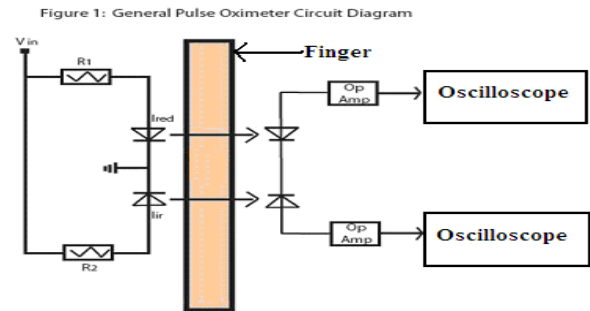 Figure 1: General Pulse Oximeter Circuit Diagram
Vin
R1
Finger
Op
Amp
Oscilloscope
Ired
Iir
Op
Amp
Oscilloscope
R2